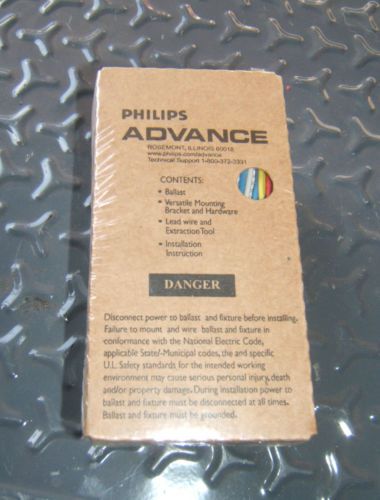 PHILIPS
ADVANCE
ROSEMONT, ILLINOIS 60018
www.philips.com/advance
Technical Support 1-800-372-3331
CONTENTS:
• Ballast
• Versatile Mounting
Bracket and Hardware
• Lead wire and
Extraction Tool
• Installation
Instruction
DANGER
Disconnect power to ballast and fixture before installing.
Failure to mount and wire ballast and fixture in
conformance with the National Electric Code,
applicable State/-Municipal codes, the and specific
U.L. Safety standards for the intended working
environment may cause serious personal injury, death
and/or property damage. During installation power to
ballast and fixture must be disconnected at all times.
Ballast and fixture must be grounded.